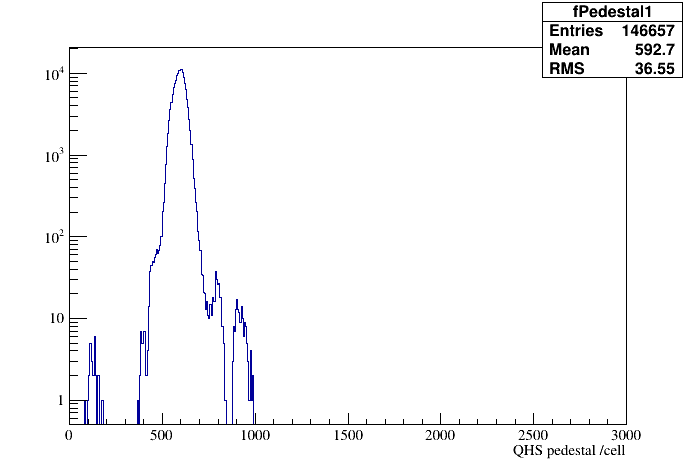 fPedestal1
Entries 146657
Mean 592.7
RMS 36.55
10^4
10^3
10^2
10
1
0 500 1000 1500 2000 2500 3000
QHS pedestal /cell